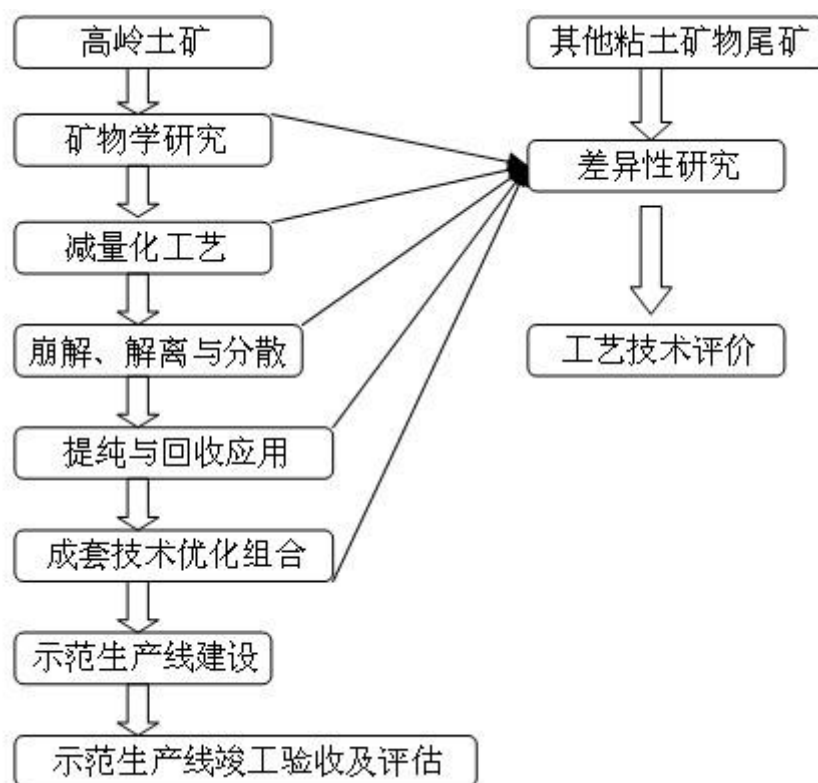 高岭土矿
矿物学研究
减量化工艺
崩解、解离与分散
提纯与回收应用
成套技术优化组合
示范生产线建设
示范生产线竣工验收及评估
其他粘土矿物尾矿
差异性研究
工艺技术评价